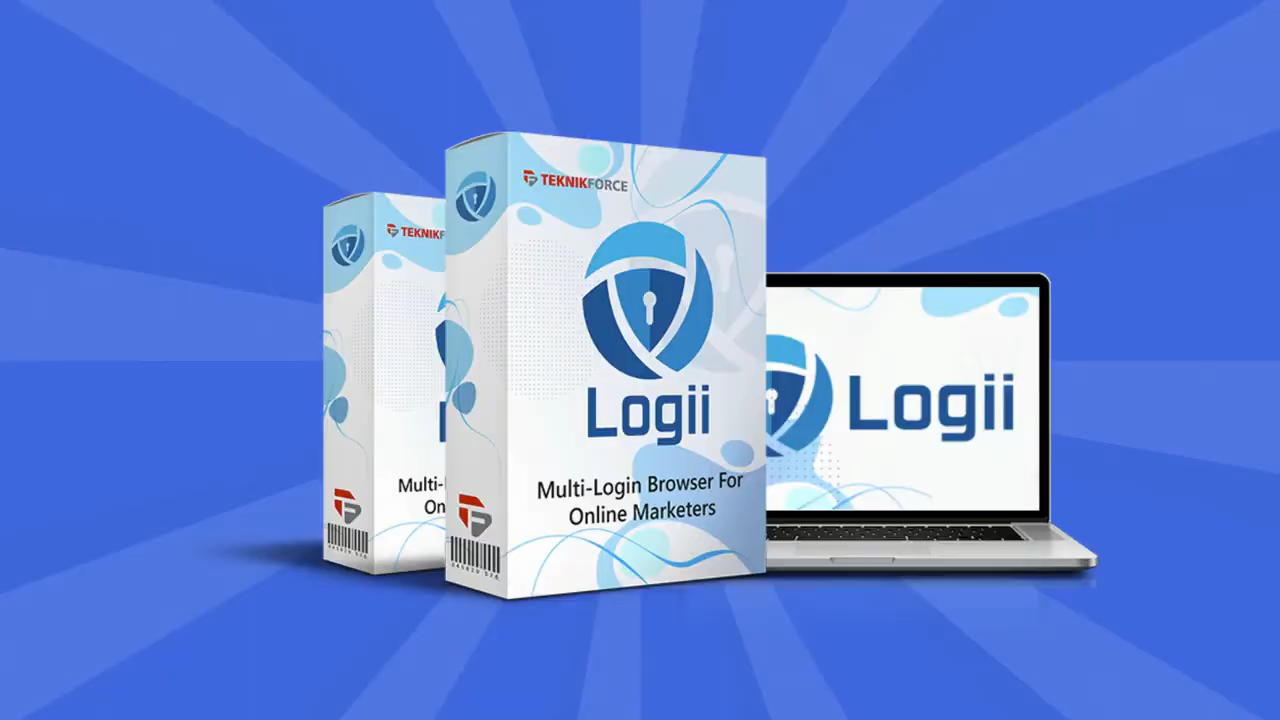 TEKNIKFORCE
Logii
Multi-Login Browser For
Online Marketers
TEKNIKF
Multi-
On
Logii